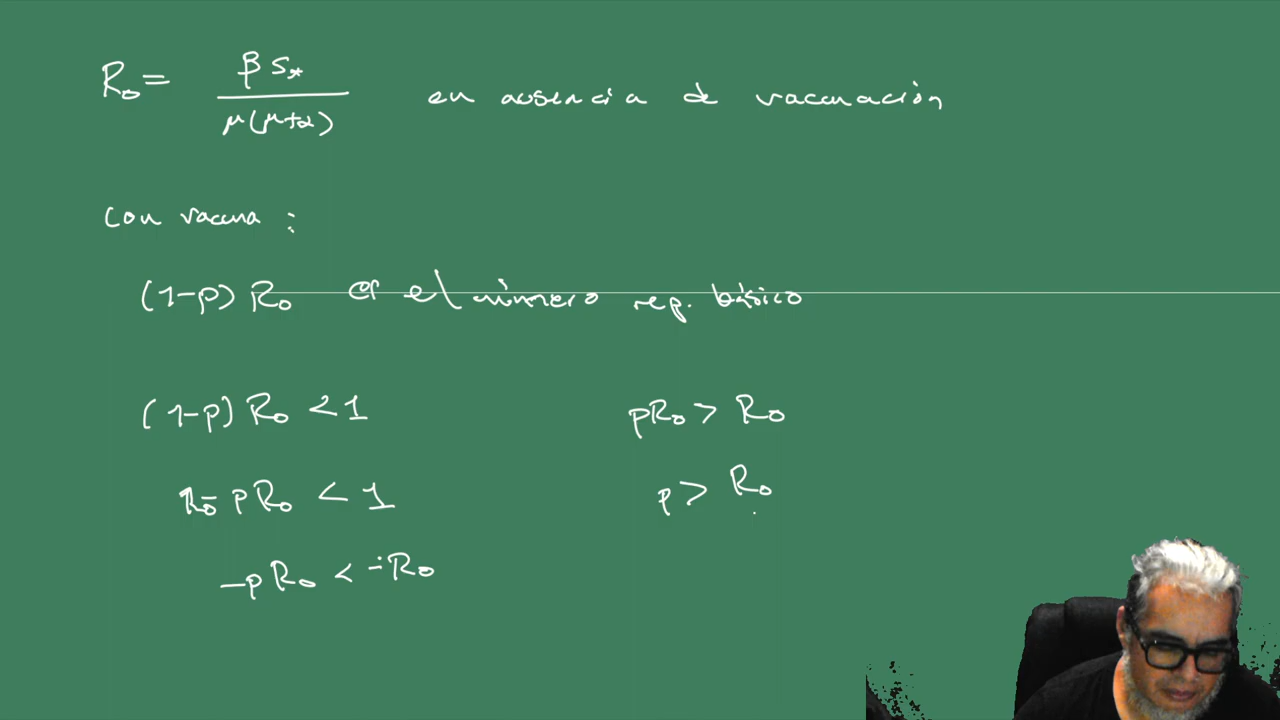 R₀ = β S* / μ(μ+α) en ausencia de vacunación
Con vacuna :
(1-p) R₀ es el número rep. básico
(1-p) R₀ < 1
R₀ - pR₀ < 1
-pR₀ < -R₀
pR₀ > R₀
p > R₀